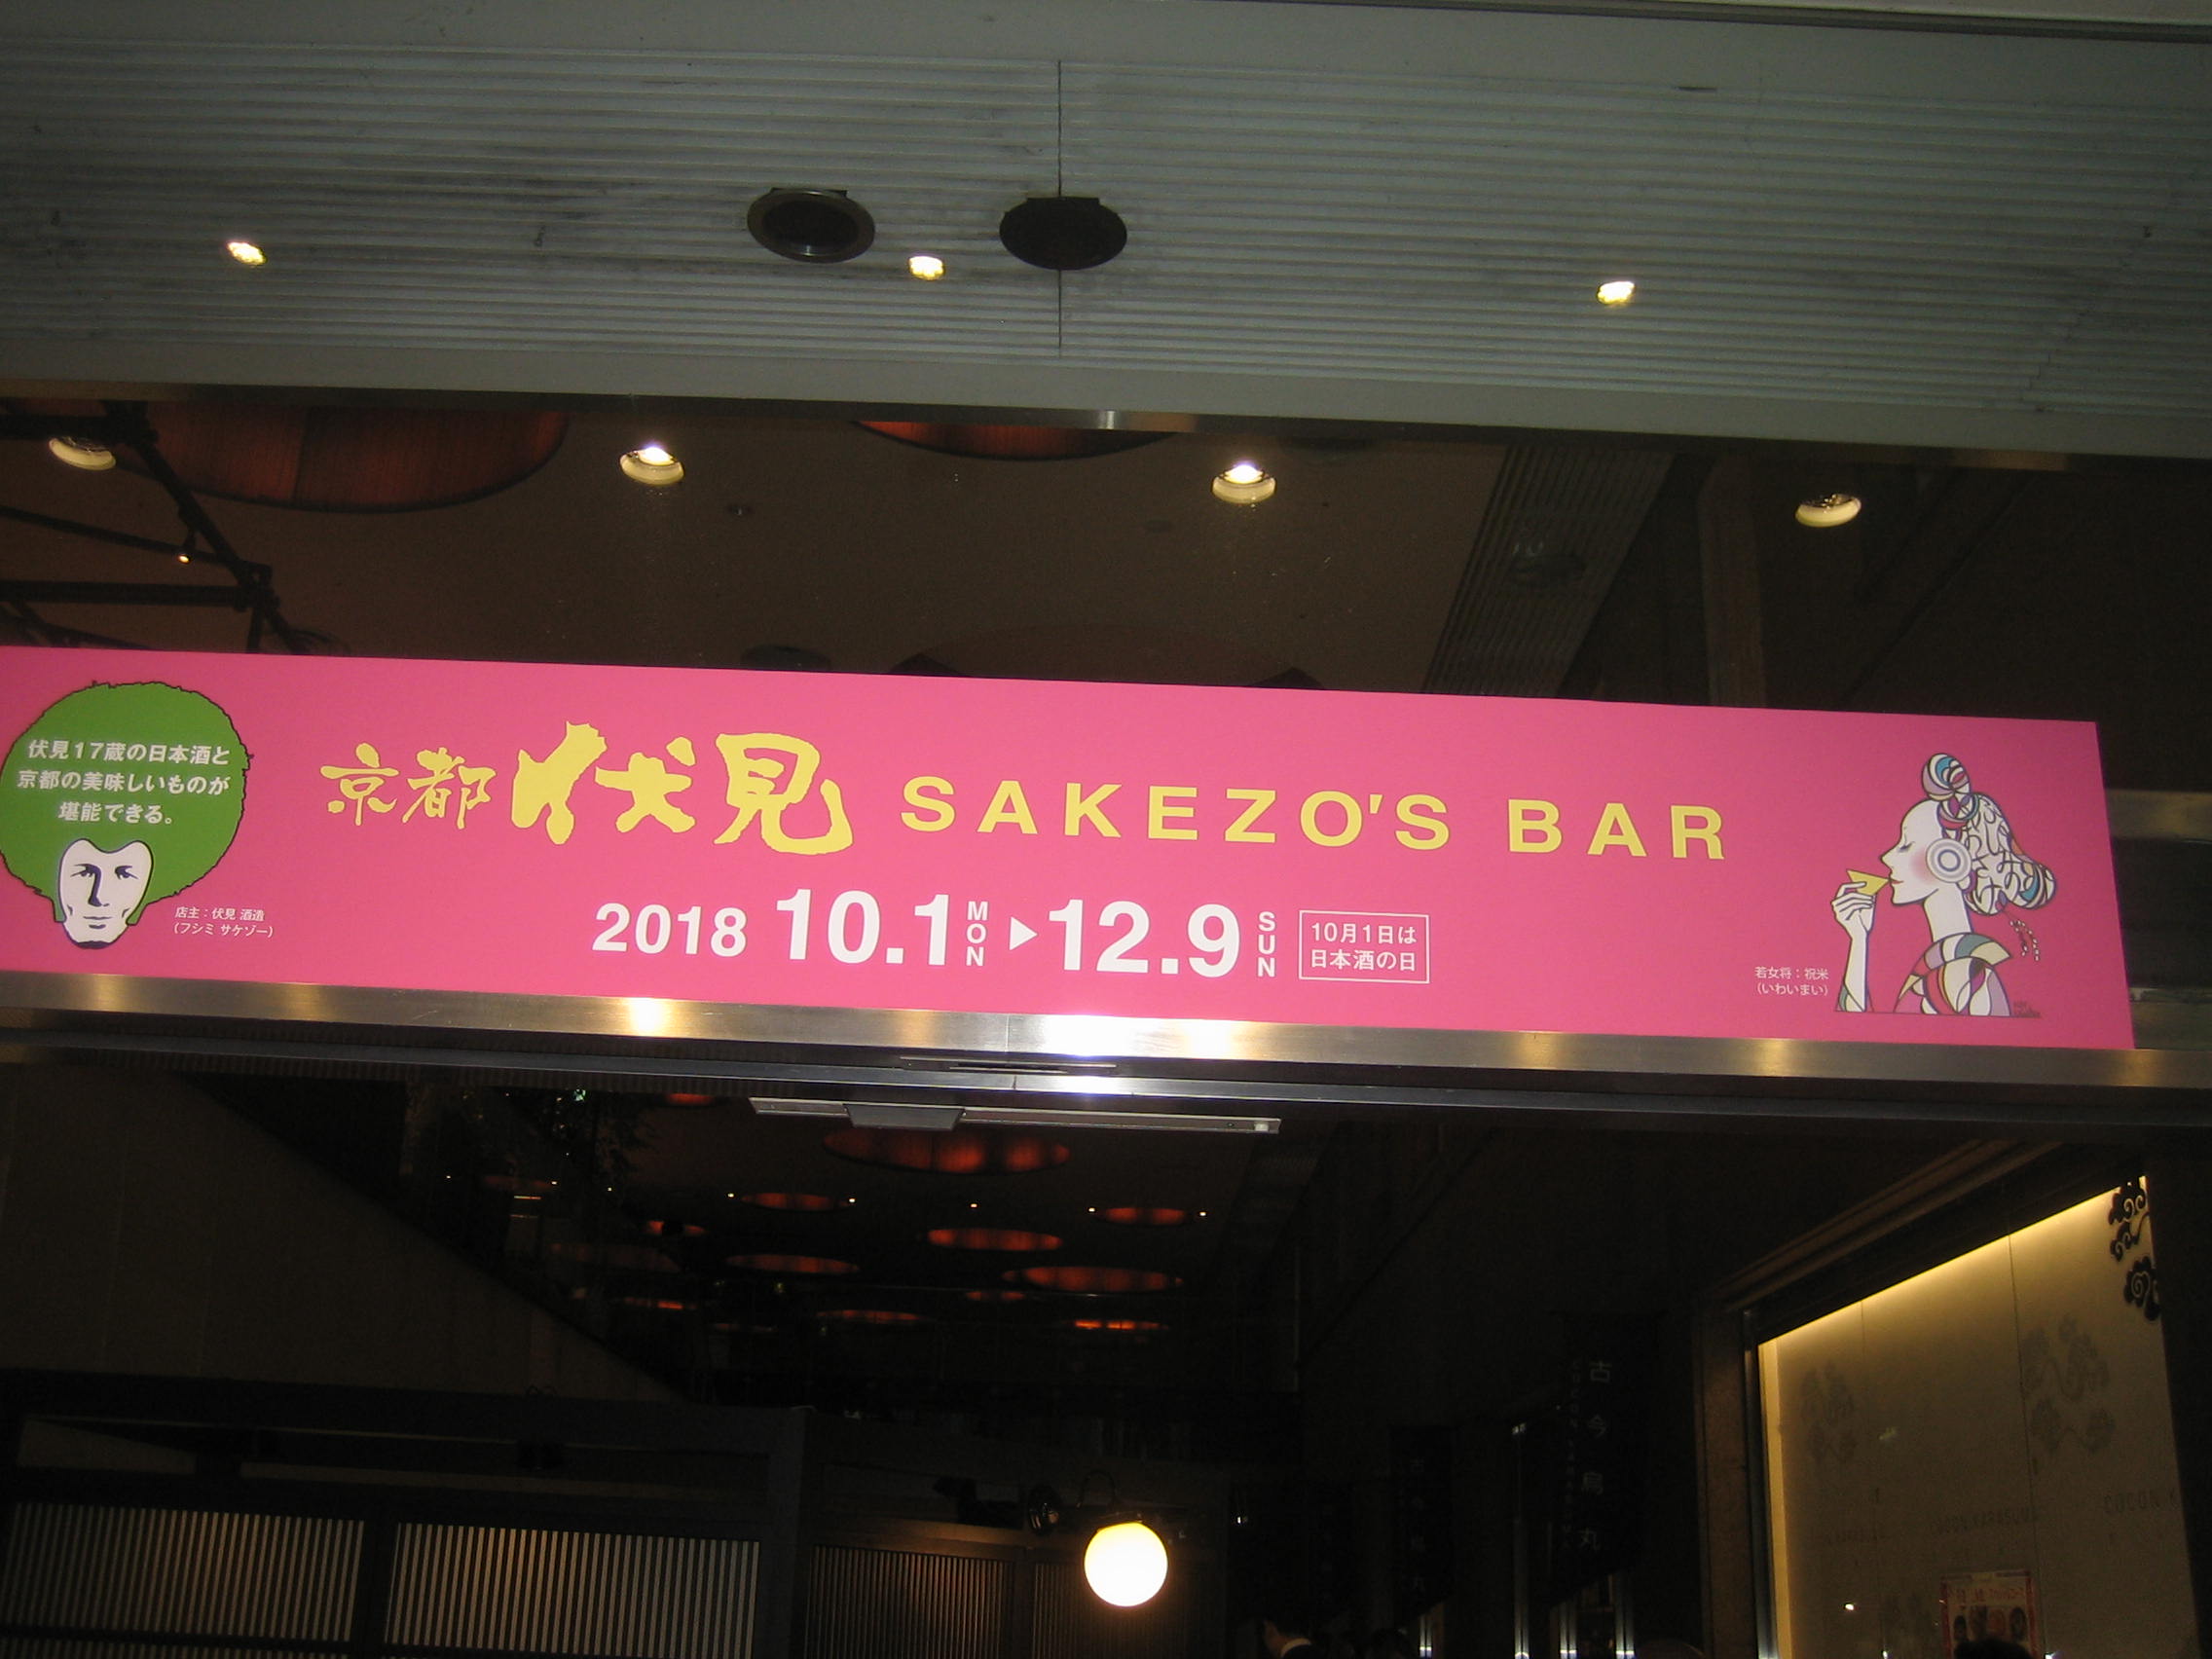 伏見17蔵の日本酒と
京都の美味しいものが
堪能できる。
店主：伏見 酒造
(フシミ サケゾー)
京都 伏見 SAKEZO'S BAR
2018 10.1 MON ▶ 12.9 SUN
10月1日は
日本酒の日
若女将：祝米
(いわいまい)
古今烏丸